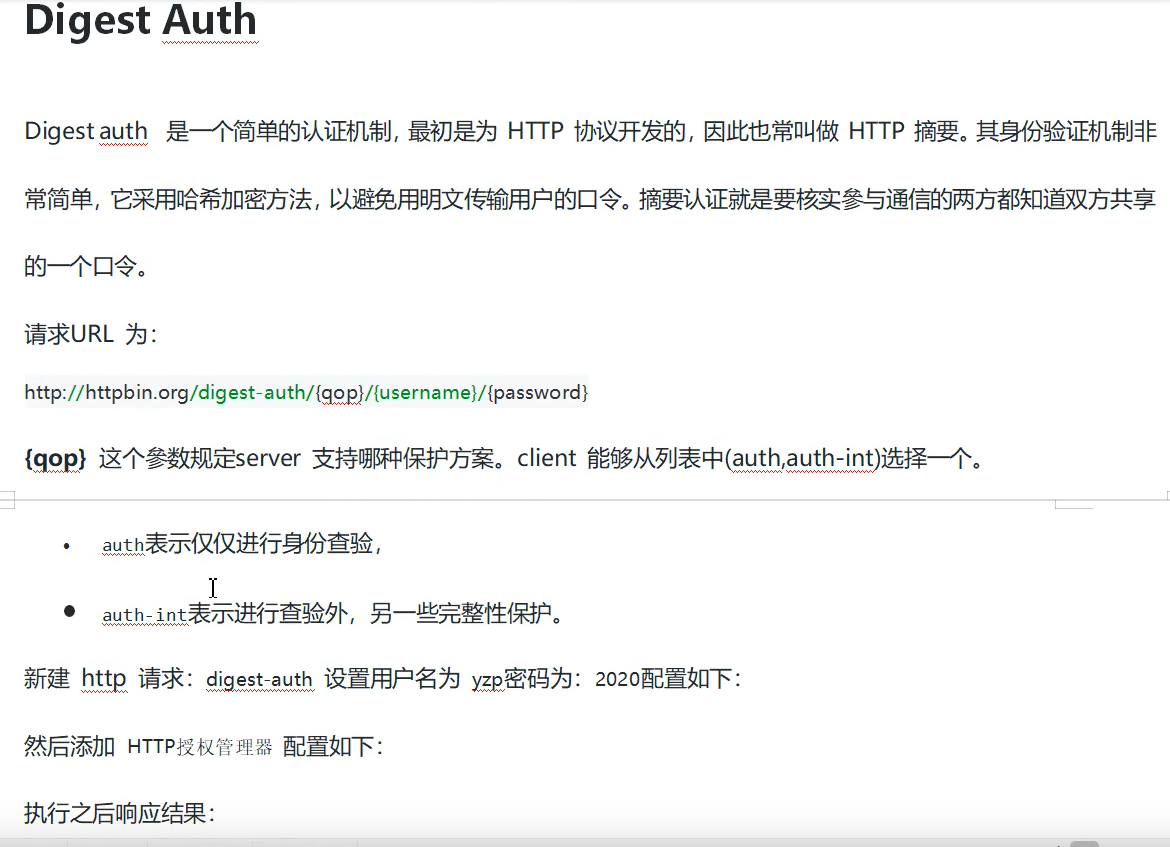 Digest Auth
Digest auth 是一个简单的认证机制，最初是为 HTTP 协议开发的，因此也常叫做 HTTP 摘要。其身份验证机制非
常简单，它采用哈希加密方法，以避免用明文传输用户的口令。摘要认证就是要核实參与通信的两方都知道双方共享
的一个口令。
请求URL 为：
http://httpbin.org/digest-auth/{qop}/{username}/{password}
{qop} 这个參数规定server 支持哪种保护方案。client 能够从列表中(auth,auth-int)选择一个。
• auth表示仅仅进行身份查验，
● auth-int表示进行查验外，另一些完整性保护。
新建 http 请求：digest-auth 设置用户名为 yzp密码为：2020配置如下：
然后添加 HTTP授权管理器 配置如下：
执行之后响应结果：